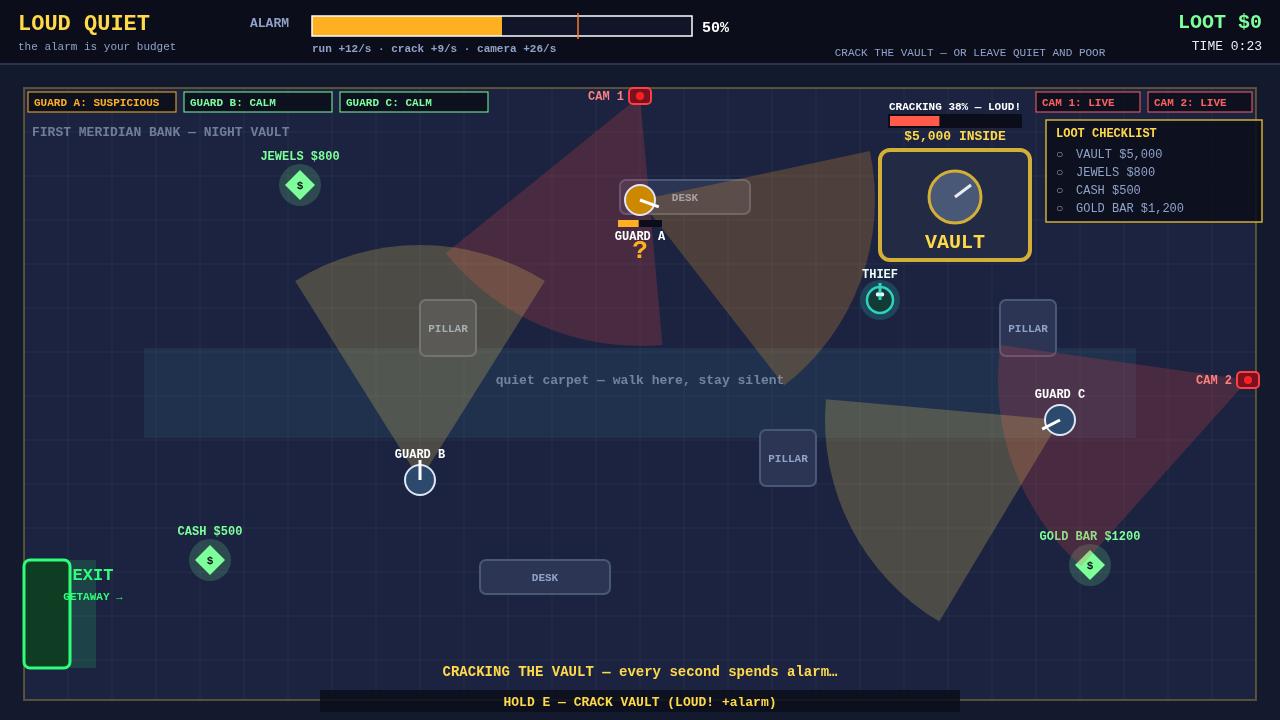 LOUD QUIET
the alarm is your budget
ALARM
50%
run +12/s · crack +9/s · camera +26/s
CRACK THE VAULT — OR LEAVE QUIET AND POOR
LOOT $0
TIME 0:23
GUARD A: SUSPICIOUS
GUARD B: CALM
GUARD C: CALM
CAM 1
CRACKING 38% — LOUD!
$5,000 INSIDE
CAM 1: LIVE
CAM 2: LIVE
FIRST MERIDIAN BANK — NIGHT VAULT
LOOT CHECKLIST
○ VAULT $5,000
○ JEWELS $800
○ CASH $500
○ GOLD BAR $1,200
JEWELS $800
$
DESK
GUARD A
?
VAULT
THIEF
PILLAR
PILLAR
quiet carpet — walk here, stay silent
CAM 2
GUARD C
GUARD B
PILLAR
CASH $500
$
GOLD BAR $1200
$
EXIT
GETAWAY →
DESK
CRACKING THE VAULT — every second spends alarm…
HOLD E — CRACK VAULT (LOUD! +alarm)